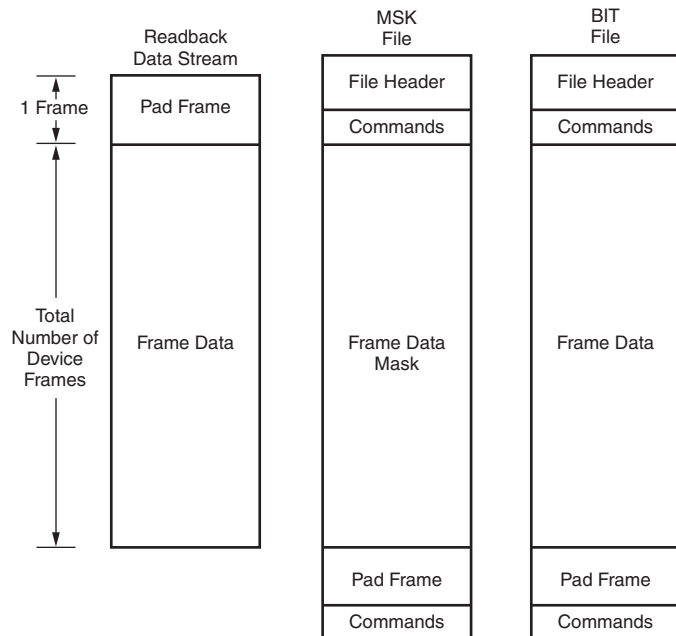 Readback
Data Stream
MSK
File
BIT
File
1 Frame
Pad Frame
File Header
Commands
File Header
Commands
Total
Number of
Device
Frames
Frame Data
Frame Data
Mask
Frame Data
Pad Frame
Commands
Pad Frame
Commands